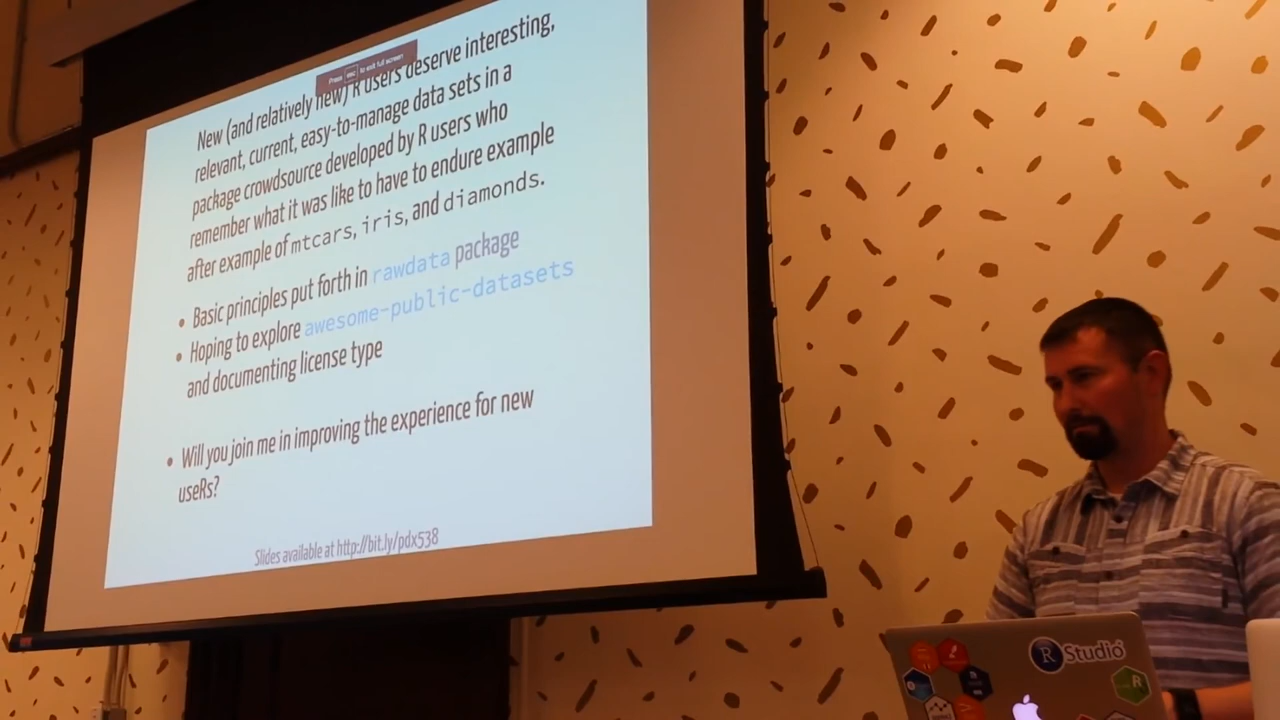 Press esc to exit full screen
New (and relatively new) R users deserve interesting,
relevant, current, easy-to-manage data sets in a
package crowdsource developed by R users who
remember what it was like to have to endure example
after example of mtcars, iris, and diamonds.
• Basic principles put forth in rawdata package
• Hoping to explore awesome-public-datasets
and documenting license type
• Will you join me in improving the experience for new
useRs?
Slides available at http://bit.ly/pdx538
R Studio
R